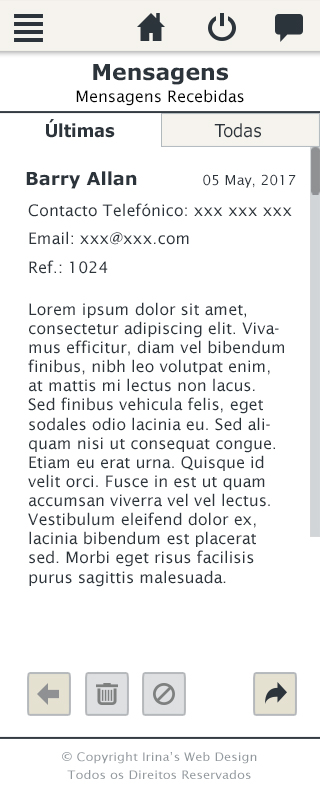 Mensagens
Mensagens Recebidas
Últimas
Todas
Barry Allan
05 May, 2017
Contacto Telefónico: xxx xxx xxx
Email: xxx@xxx.com
Ref.: 1024
Lorem ipsum dolor sit amet,
consectetur adipiscing elit. Viva-
mus efficitur, diam vel bibendum
finibus, nibh leo volutpat enim,
at mattis mi lectus non lacus.
Sed finibus vehicula felis, eget
sodales odio lacinia eu. Sed ali-
quam nisi ut consequat congue.
Etiam eu erat urna. Quisque id
velit orci. Fusce in est ut quam
accumsan viverra vel vel lectus.
Vestibulum eleifend dolor ex,
lacinia bibendum est placerat
sed. Morbi eget risus facilisis
purus sagittis malesuada.
© Copyright Irina's Web Design
Todos os Direitos Reservados